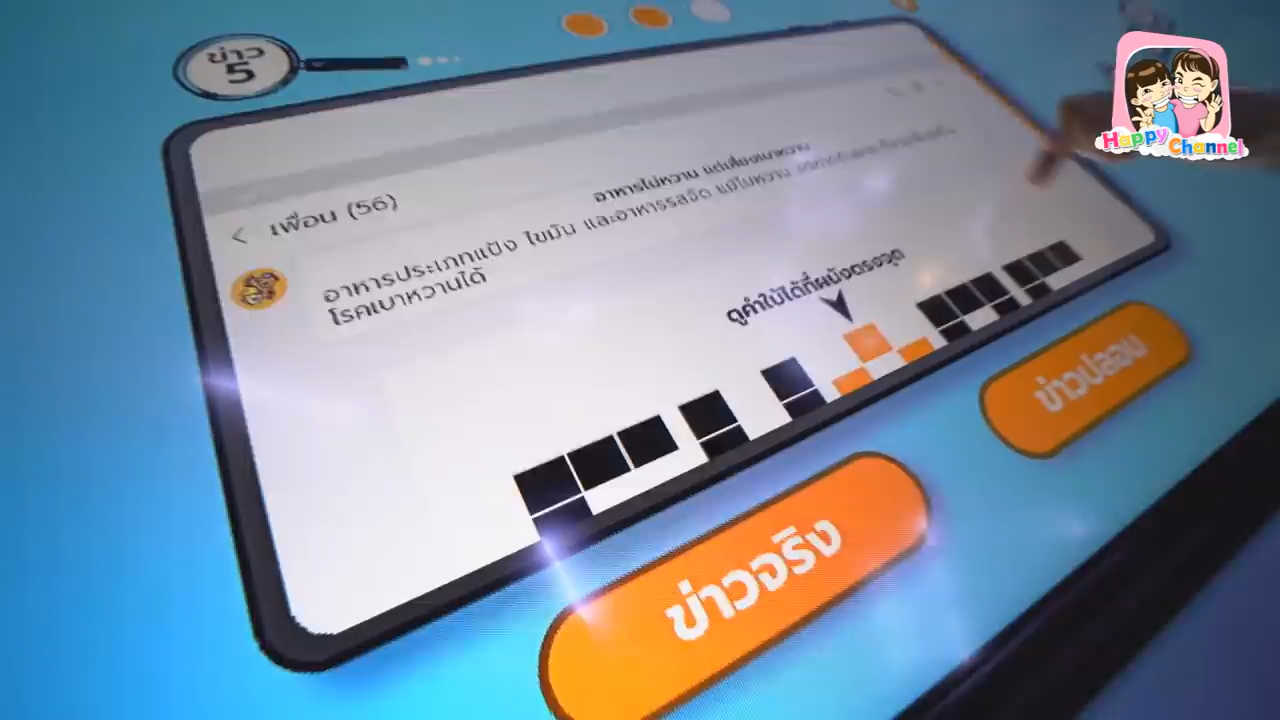 ข่าว
5
Happy
Channel
เพื่อน (56)
อาหารไม่หวาน แต่เสี่ยงเบาหวาน
อาหารประเภทแป้ง ไขมัน และอาหารรสจัด แม้ไม่หวาน
โรคเบาหวานได้
ดูคำใบ้ได้ที่ผนังตรงจุด
ข่าวปลอม
ข่าวจริง